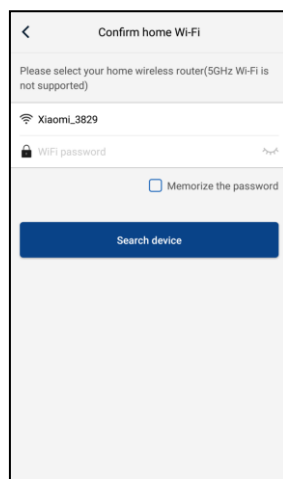 Confirm home Wi-Fi
Please select your home wireless router(5GHz Wi-Fi is
not supported)
Xiaomi_3829
WiFi password
Memorize the password
Search device